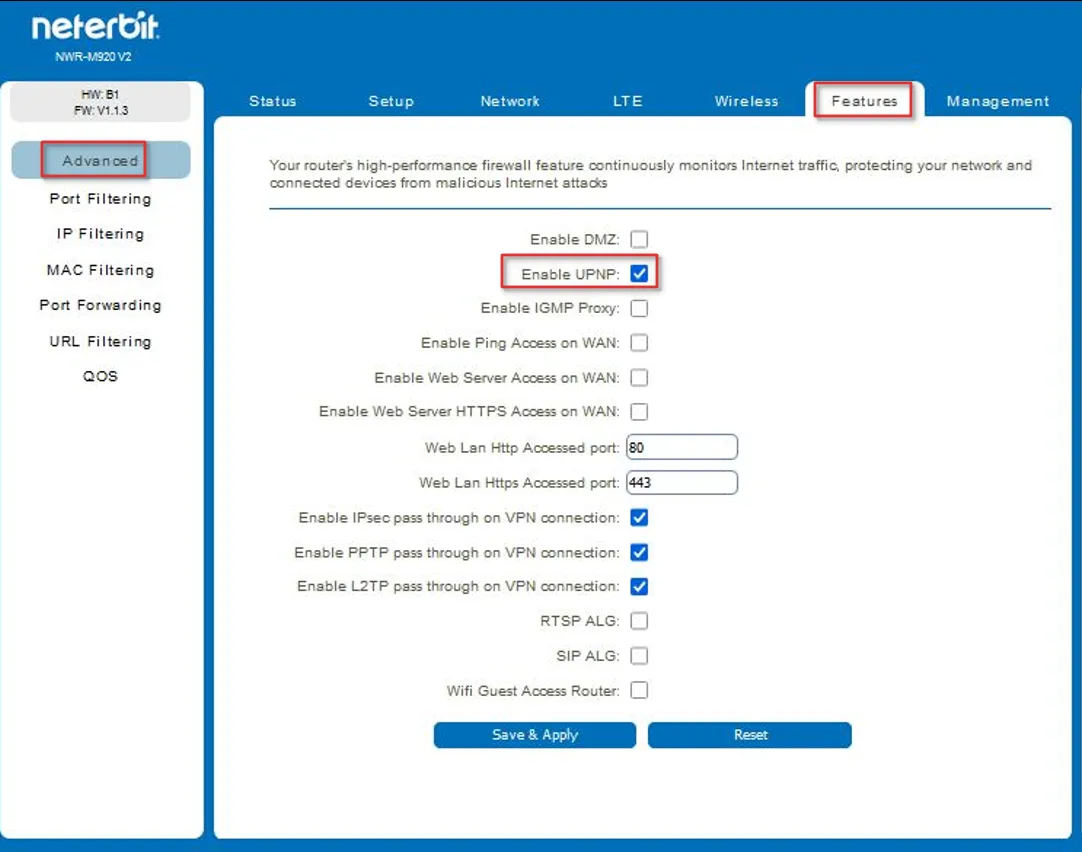 neterbit.
NWR-M920 V2
HW: B1
FW: V1.1.3
Status Setup Network LTE Wireless Features Management
Advanced
Port Filtering
IP Filtering
MAC Filtering
Port Forwarding
URL Filtering
QOS
Your router's high-performance firewall feature continuously monitors Internet traffic, protecting your network and
connected devices from malicious Internet attacks
Enable DMZ:
Enable UPNP:
Enable IGMP Proxy:
Enable Ping Access on WAN:
Enable Web Server Access on WAN:
Enable Web Server HTTPS Access on WAN:
Web Lan Http Accessed port: 80
Web Lan Https Accessed port: 443
Enable IPsec pass through on VPN connection:
Enable PPTP pass through on VPN connection:
Enable L2TP pass through on VPN connection:
RTSP ALG:
SIP ALG:
Wifi Guest Access Router:
Save & Apply Reset